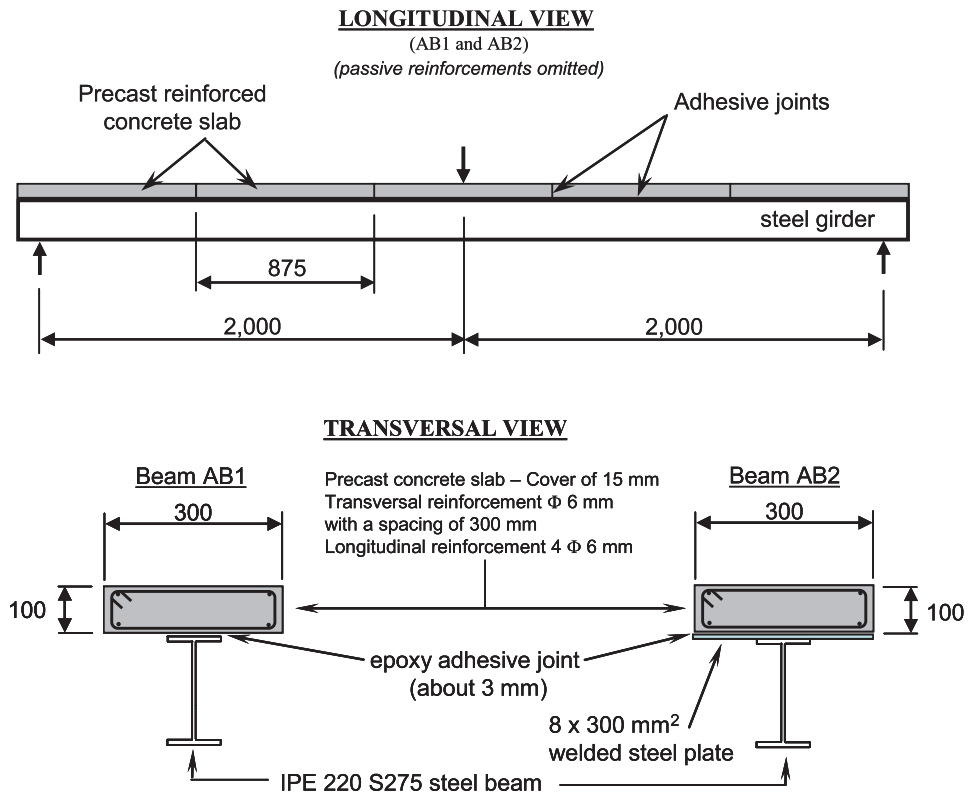 LONGITUDINAL VIEW
(AB1 and AB2)
(passive reinforcements omitted)
Precast reinforced
concrete slab
Adhesive joints
steel girder
875
2,000
2,000
TRANSVERSAL VIEW
Beam AB1
300
Precast concrete slab – Cover of 15 mm
Transversal reinforcement Φ 6 mm
with a spacing of 300 mm
Longitudinal reinforcement 4 Φ 6 mm
Beam AB2
300
100
100
epoxy adhesive joint
(about 3 mm)
8 x 300 mm²
welded steel plate
IPE 220 S275 steel beam